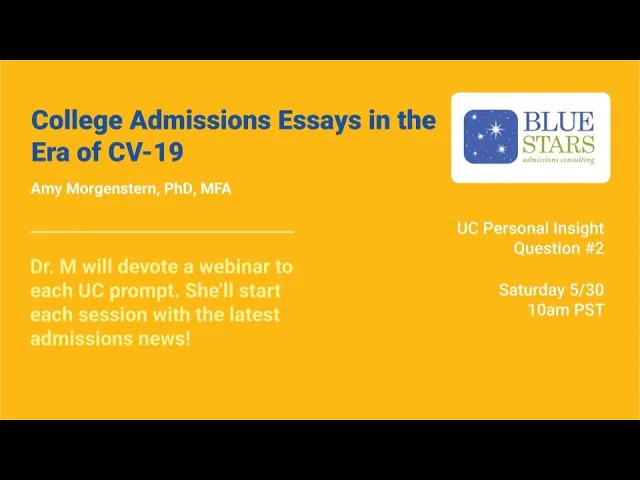 College Admissions Essays in the
Era of CV-19
Amy Morgenstern, PhD, MFA
Dr. M will devote a webinar to
each UC prompt. She'll start
each session with the latest
admissions news!
BLUE
STARS
admissions consulting
UC Personal Insight
Question #2
Saturday 5/30
10am PST